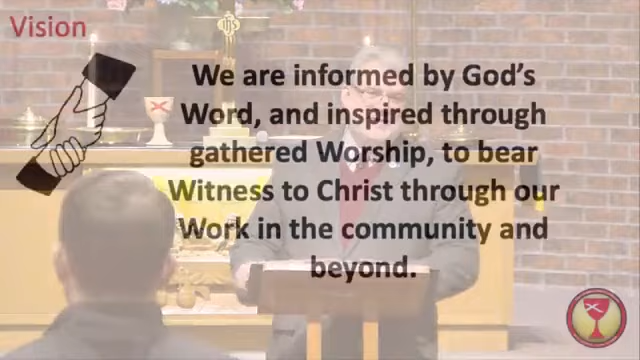 Vision
We are informed by God's
Word, and inspired through
gathered Worship, to bear
Witness to Christ through our
Work in the community and
beyond.